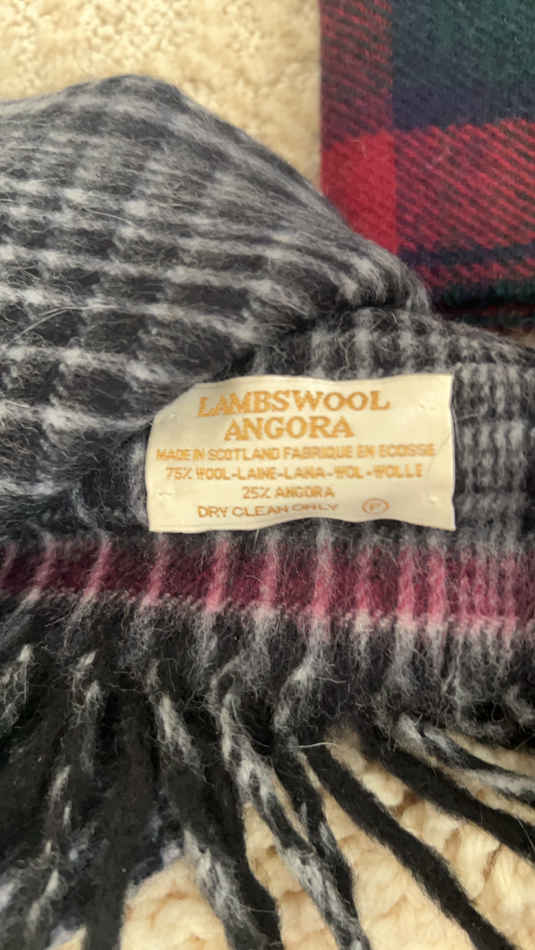 LAMBSWOOL
ANGORA
MADE IN SCOTLAND FABRIQUE EN ECOSSE
75% WOOL-LAINE-LANA-WOL-WOLLE
25% ANGORA
DRY CLEAN ONLY P